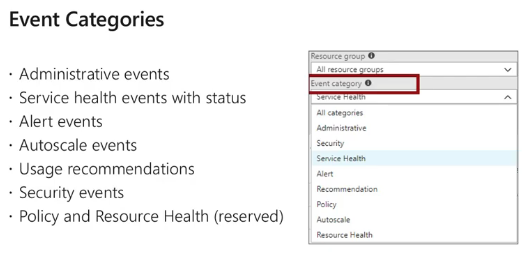 Event Categories
· Administrative events
· Service health events with status
· Alert events
· Autoscale events
· Usage recommendations
· Security events
· Policy and Resource Health (reserved)
Resource group
All resource groups
Event category
Service Health
All categories
Administrative
Security
Service Health
Alert
Recommendation
Policy
Autoscale
Resource Health